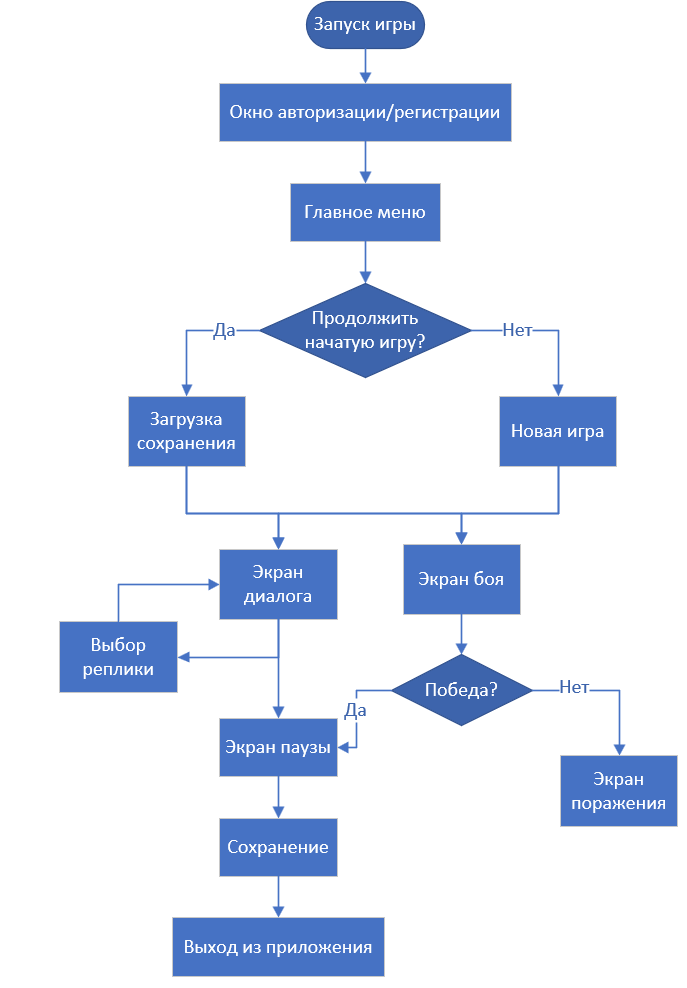 Запуск игры
Окно авторизации/регистрации
Главное меню
Продолжить
начатую игру?
Да
Нет
Загрузка
сохранения
Новая игра
Экран
диалога
Экран боя
Выбор
реплики
Победа?
Да
Нет
Экран паузы
Экран
поражения
Сохранение
Выход из приложения